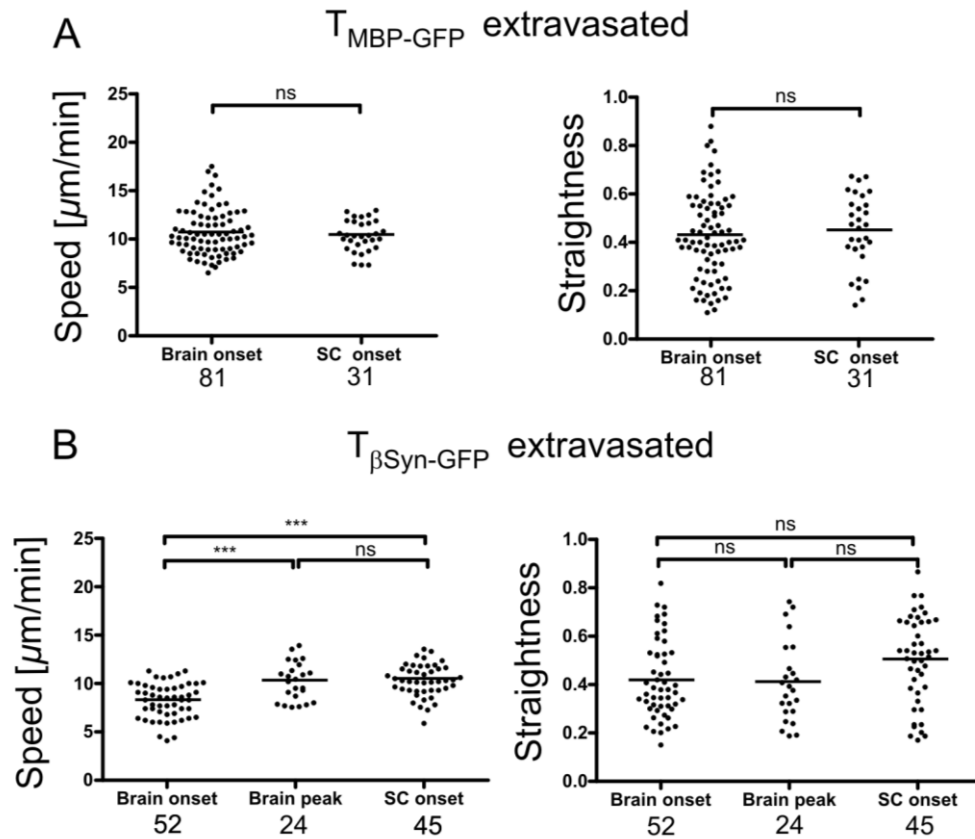 A
T MBP-GFP extravasated
Speed [µm/min]
25
20
15
10
5
0
ns
Brain onset SC onset
81 31
Straightness
1.0
0.8
0.6
0.4
0.2
0.0
ns
Brain onset SC onset
81 31
B
T βSyn-GFP extravasated
Speed [µm/min]
25
20
15
10
5
0
***
*** ns
Brain onset Brain peak SC onset
52 24 45
Straightness
1.0
0.8
0.6
0.4
0.2
0.0
ns
ns ns
Brain onset Brain peak SC onset
52 24 45